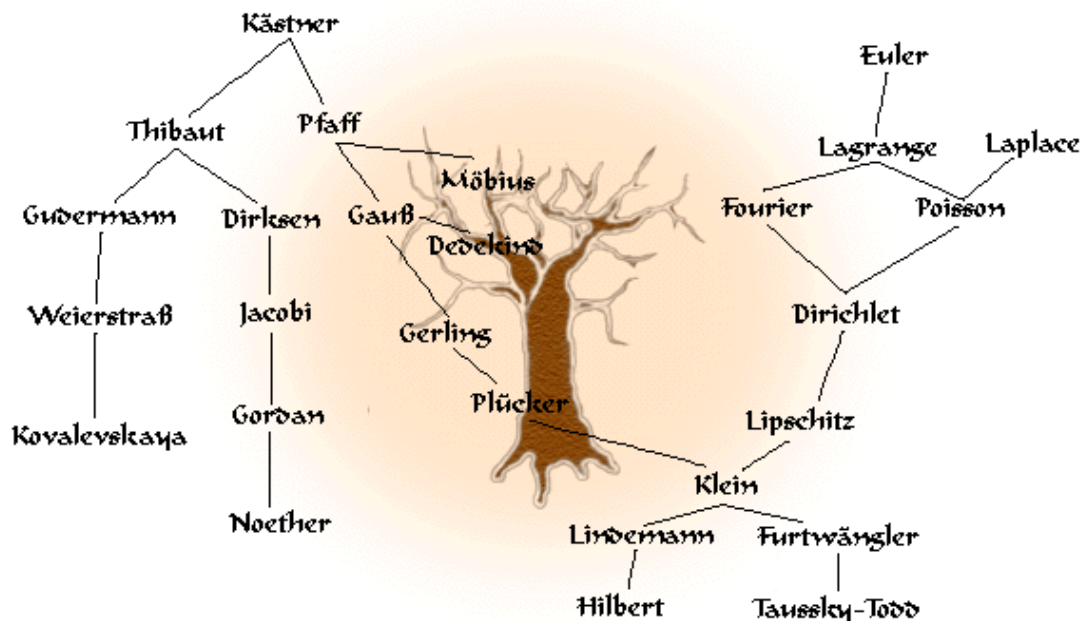 Kästner
Euler
Thibaut
Pfaff
Lagrange
Laplace
Möbius
Gudermann
Dirksen
Gauß
Fourier
Poisson
Dedekind
Weierstraß
Jacobi
Gerling
Dirichlet
Plücker
Kovalevskaya
Gordan
Lipschitz
Klein
Noether
Lindemann
Furtwängler
Hilbert
Taussky-Todd